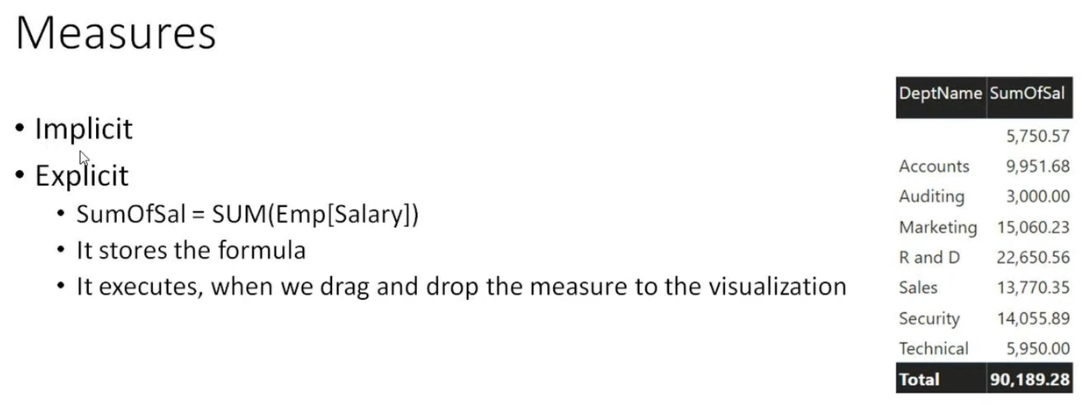 Measures
• Implicit
• Explicit
• SumOfSal = SUM(Emp[Salary])
• It stores the formula
• It executes, when we drag and drop the measure to the visualization
DeptName SumOfSal
5,750.57
Accounts 9,951.68
Auditing 3,000.00
Marketing 15,060.23
R and D 22,650.56
Sales 13,770.35
Security 14,055.89
Technical 5,950.00
Total 90,189.28